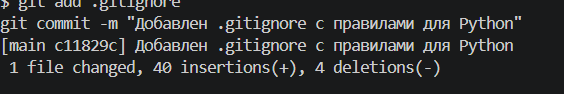 $ git add .gitignore
git commit -m "Добавлен .gitignore с правилами для Python"
[main c11829c] Добавлен .gitignore с правилами для Python
 1 file changed, 40 insertions(+), 4 deletions(-)